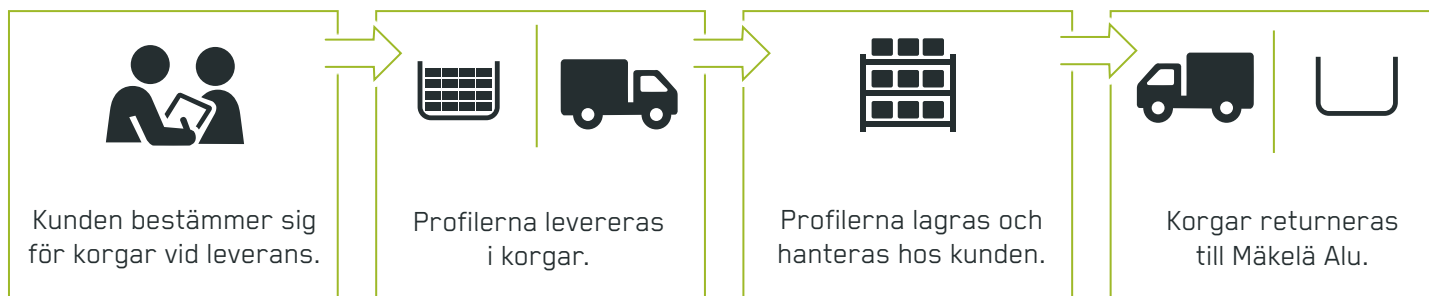 Kunden bestämmer sig
för korgar vid leverans.
Profilerna levereras
i korgar.
Profilerna lagras och
hanteras hos kunden.
Korgar returneras
till Mäkelä Alu.